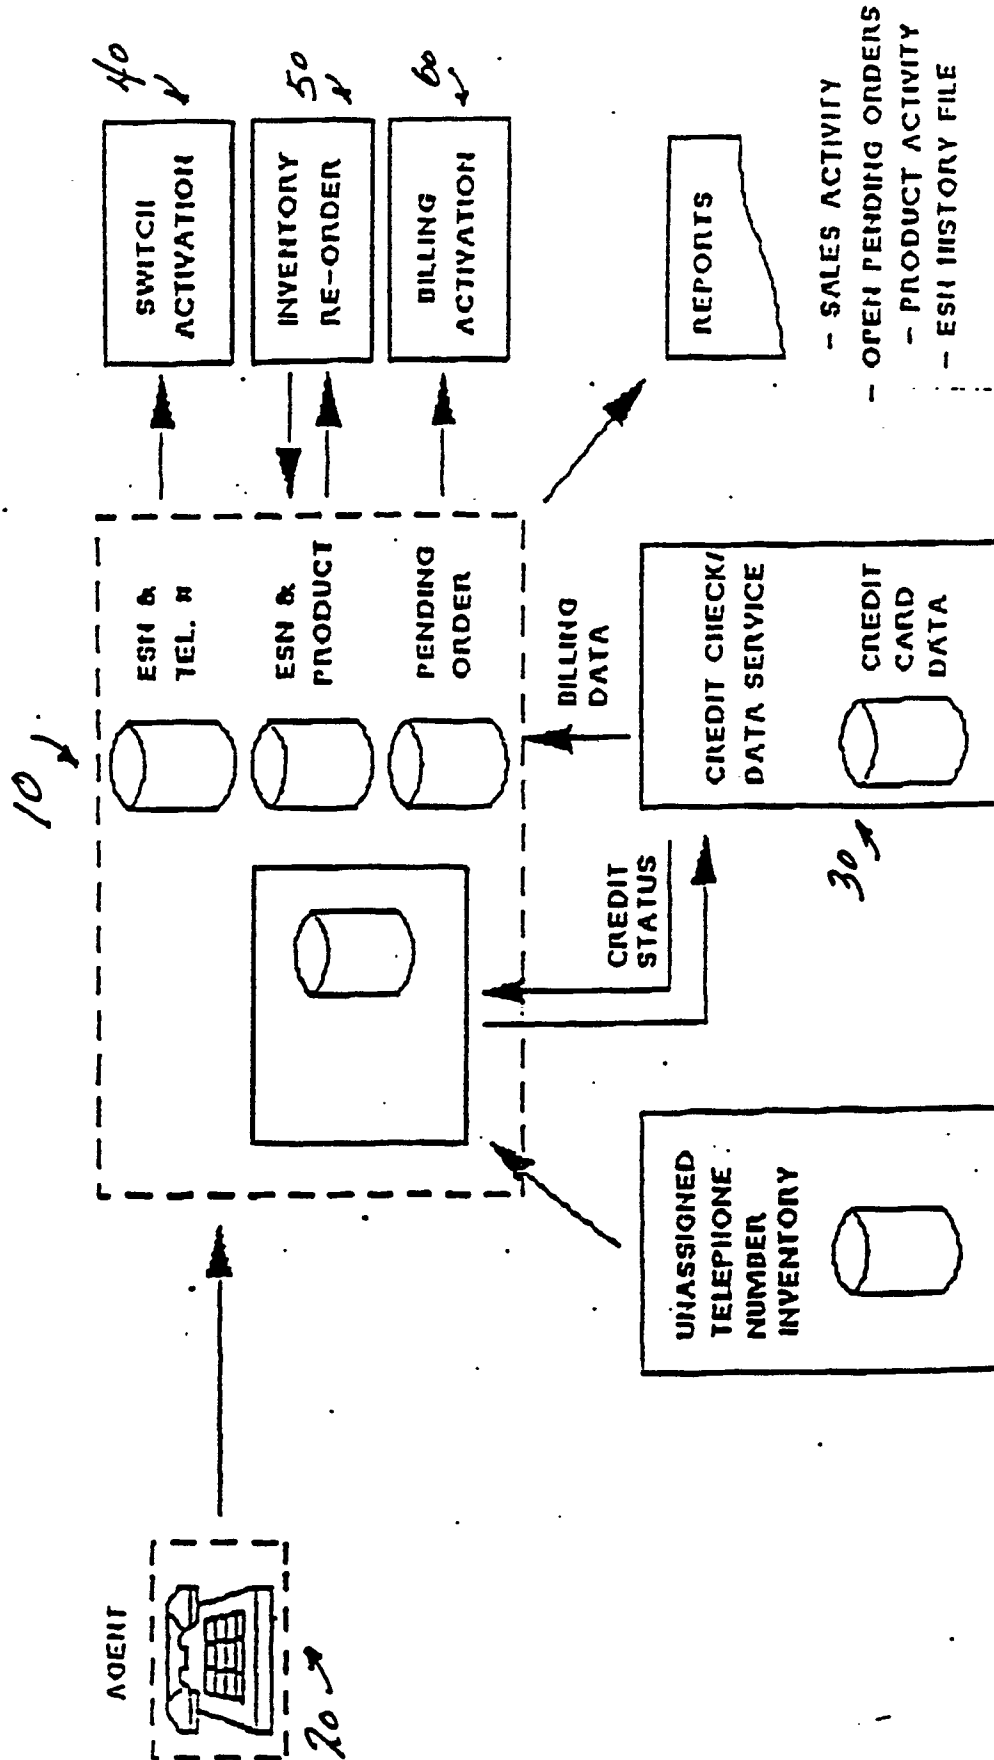 AGENT
20
10
ESN &
TEL. #
ESN &
PRODUCT
PENDING
ORDER
SWITCH
ACTIVATION
40
INVENTORY
RE-ORDER
50
BILLING
ACTIVATION
60
UNASSIGNED
TELEPHONE
NUMBER
INVENTORY
CREDIT
STATUS
BILLING
DATA
CREDIT CHECK/
DATA SERVICE
CREDIT
CARD
DATA
30
REPORTS
- SALES ACTIVITY
- OPEN PENDING ORDERS
- PRODUCT ACTIVITY
- ESN HISTORY FILE